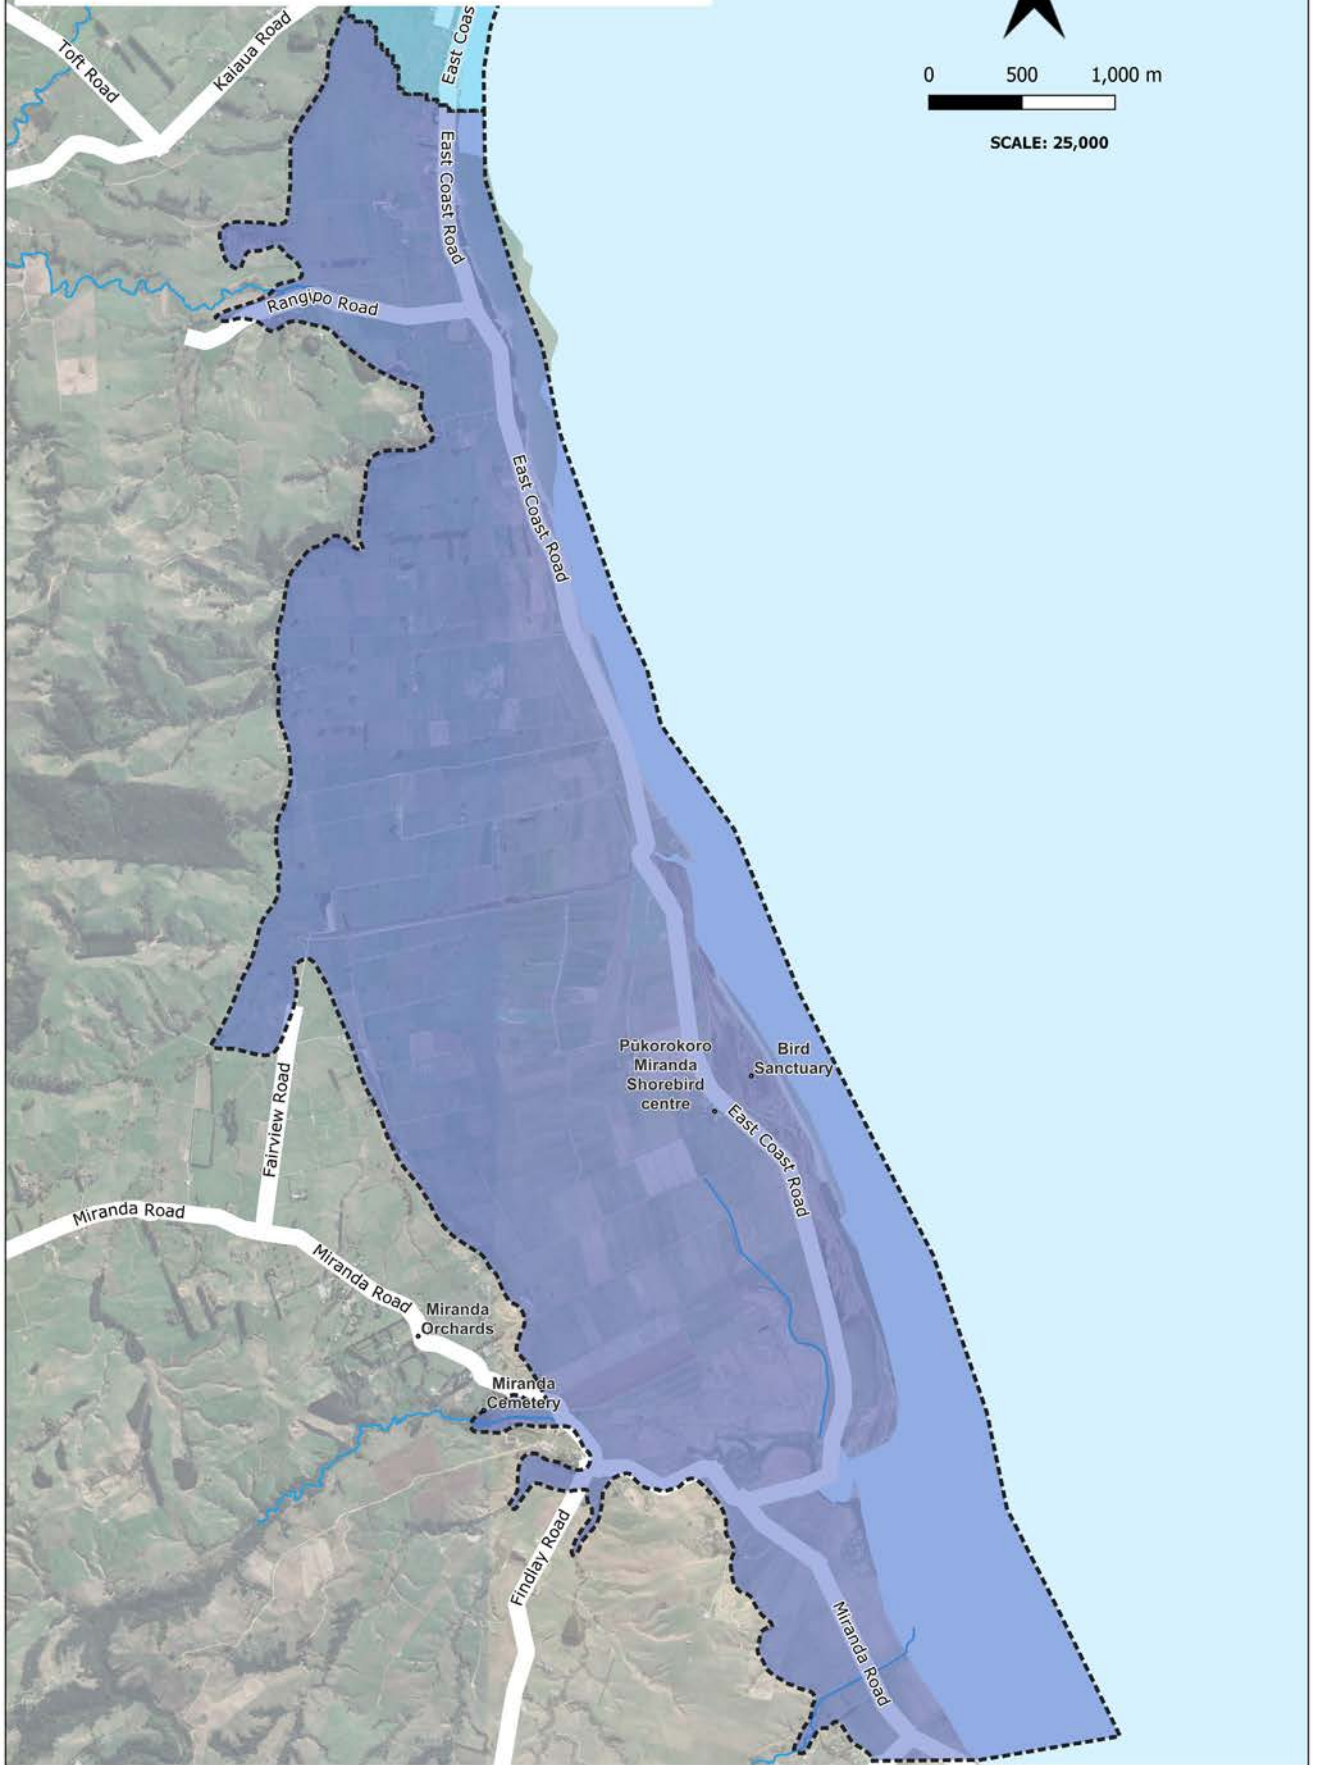 East Coas
Toft Road
Kaiaua Road
0 500 1,000 m
SCALE: 25,000
East Coast Road
Rangipo Road
East Coast Road
Pūkorokoro
Miranda
Shorebird
centre
Bird
Sanctuary
East Coast Road
Fairview Road
Miranda Road
Miranda Road
Miranda
Orchards
Miranda
Cemetery
Findlay Road
Miranda Road